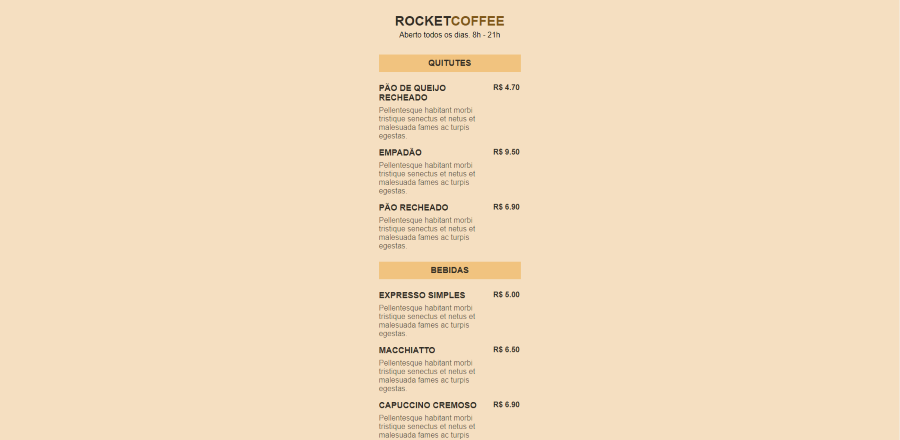 ROCKETCOFFEE
Aberto todos os dias. 8h - 21h
QUITUTES
PÃO DE QUEIJO R$ 4.70
RECHEADO
Pellentesque habitant morbi
tristique senectus et netus et
malesuada fames ac turpis
egestas.
EMPADÃO R$ 9.50
Pellentesque habitant morbi
tristique senectus et netus et
malesuada fames ac turpis
egestas.
PÃO RECHEADO R$ 6.90
Pellentesque habitant morbi
tristique senectus et netus et
malesuada fames ac turpis
egestas.
BEBIDAS
EXPRESSO SIMPLES R$ 5.00
Pellentesque habitant morbi
tristique senectus et netus et
malesuada fames ac turpis
egestas.
MACCHIATTO R$ 6.50
Pellentesque habitant morbi
tristique senectus et netus et
malesuada fames ac turpis
egestas.
CAPUCCINO CREMOSO R$ 6.90
Pellentesque habitant morbi
tristique senectus et netus et
malesuada fames ac turpis